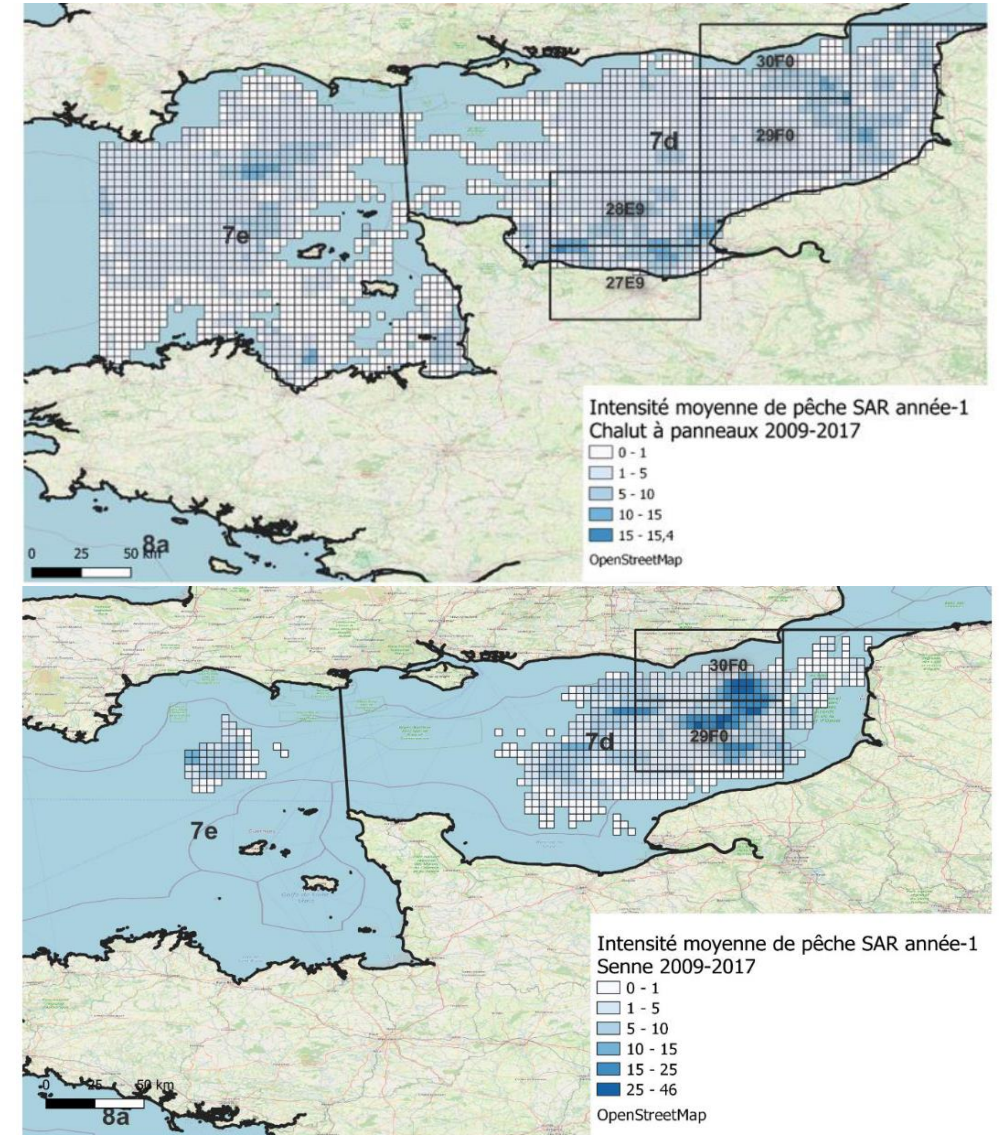 30F0
7d
29F0
28E9
7e
27E9
Intensité moyenne de pêche SAR année-1
Chalut à panneaux 2009-2017
0 - 1
1 - 5
5 - 10
10 - 15
15 - 15,4
OpenStreetMap
8a
0 25 50 km
30F0
7d
29F0
7e
Intensité moyenne de pêche SAR année-1
Senne 2009-2017
0 - 1
1 - 5
5 - 10
10 - 15
15 - 25
25 - 46
OpenStreetMap
0 25 50 km
8a